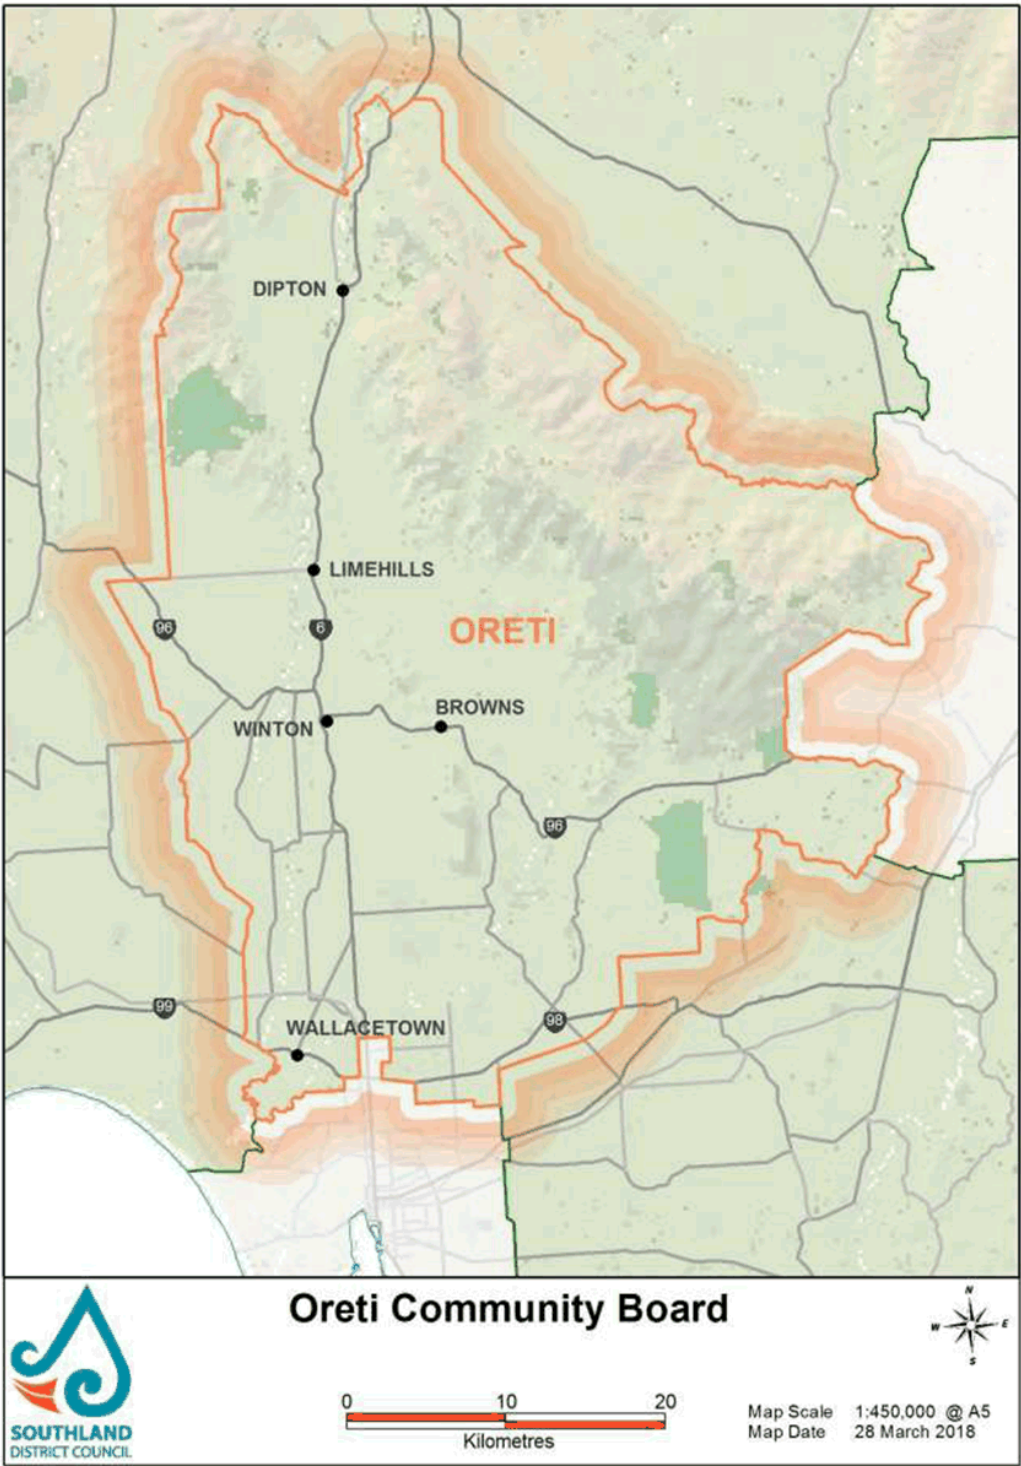 DIPTON
LIMEHILLS
96
6
ORETI
BROWNS
WINTON
96
99
98
WALLACETOWN
Oreti Community Board
N
W E
S
0 10 20
Kilometres
Map Scale 1:450,000 @ A5
Map Date 28 March 2018
SOUTHLAND
DISTRICT COUNCIL